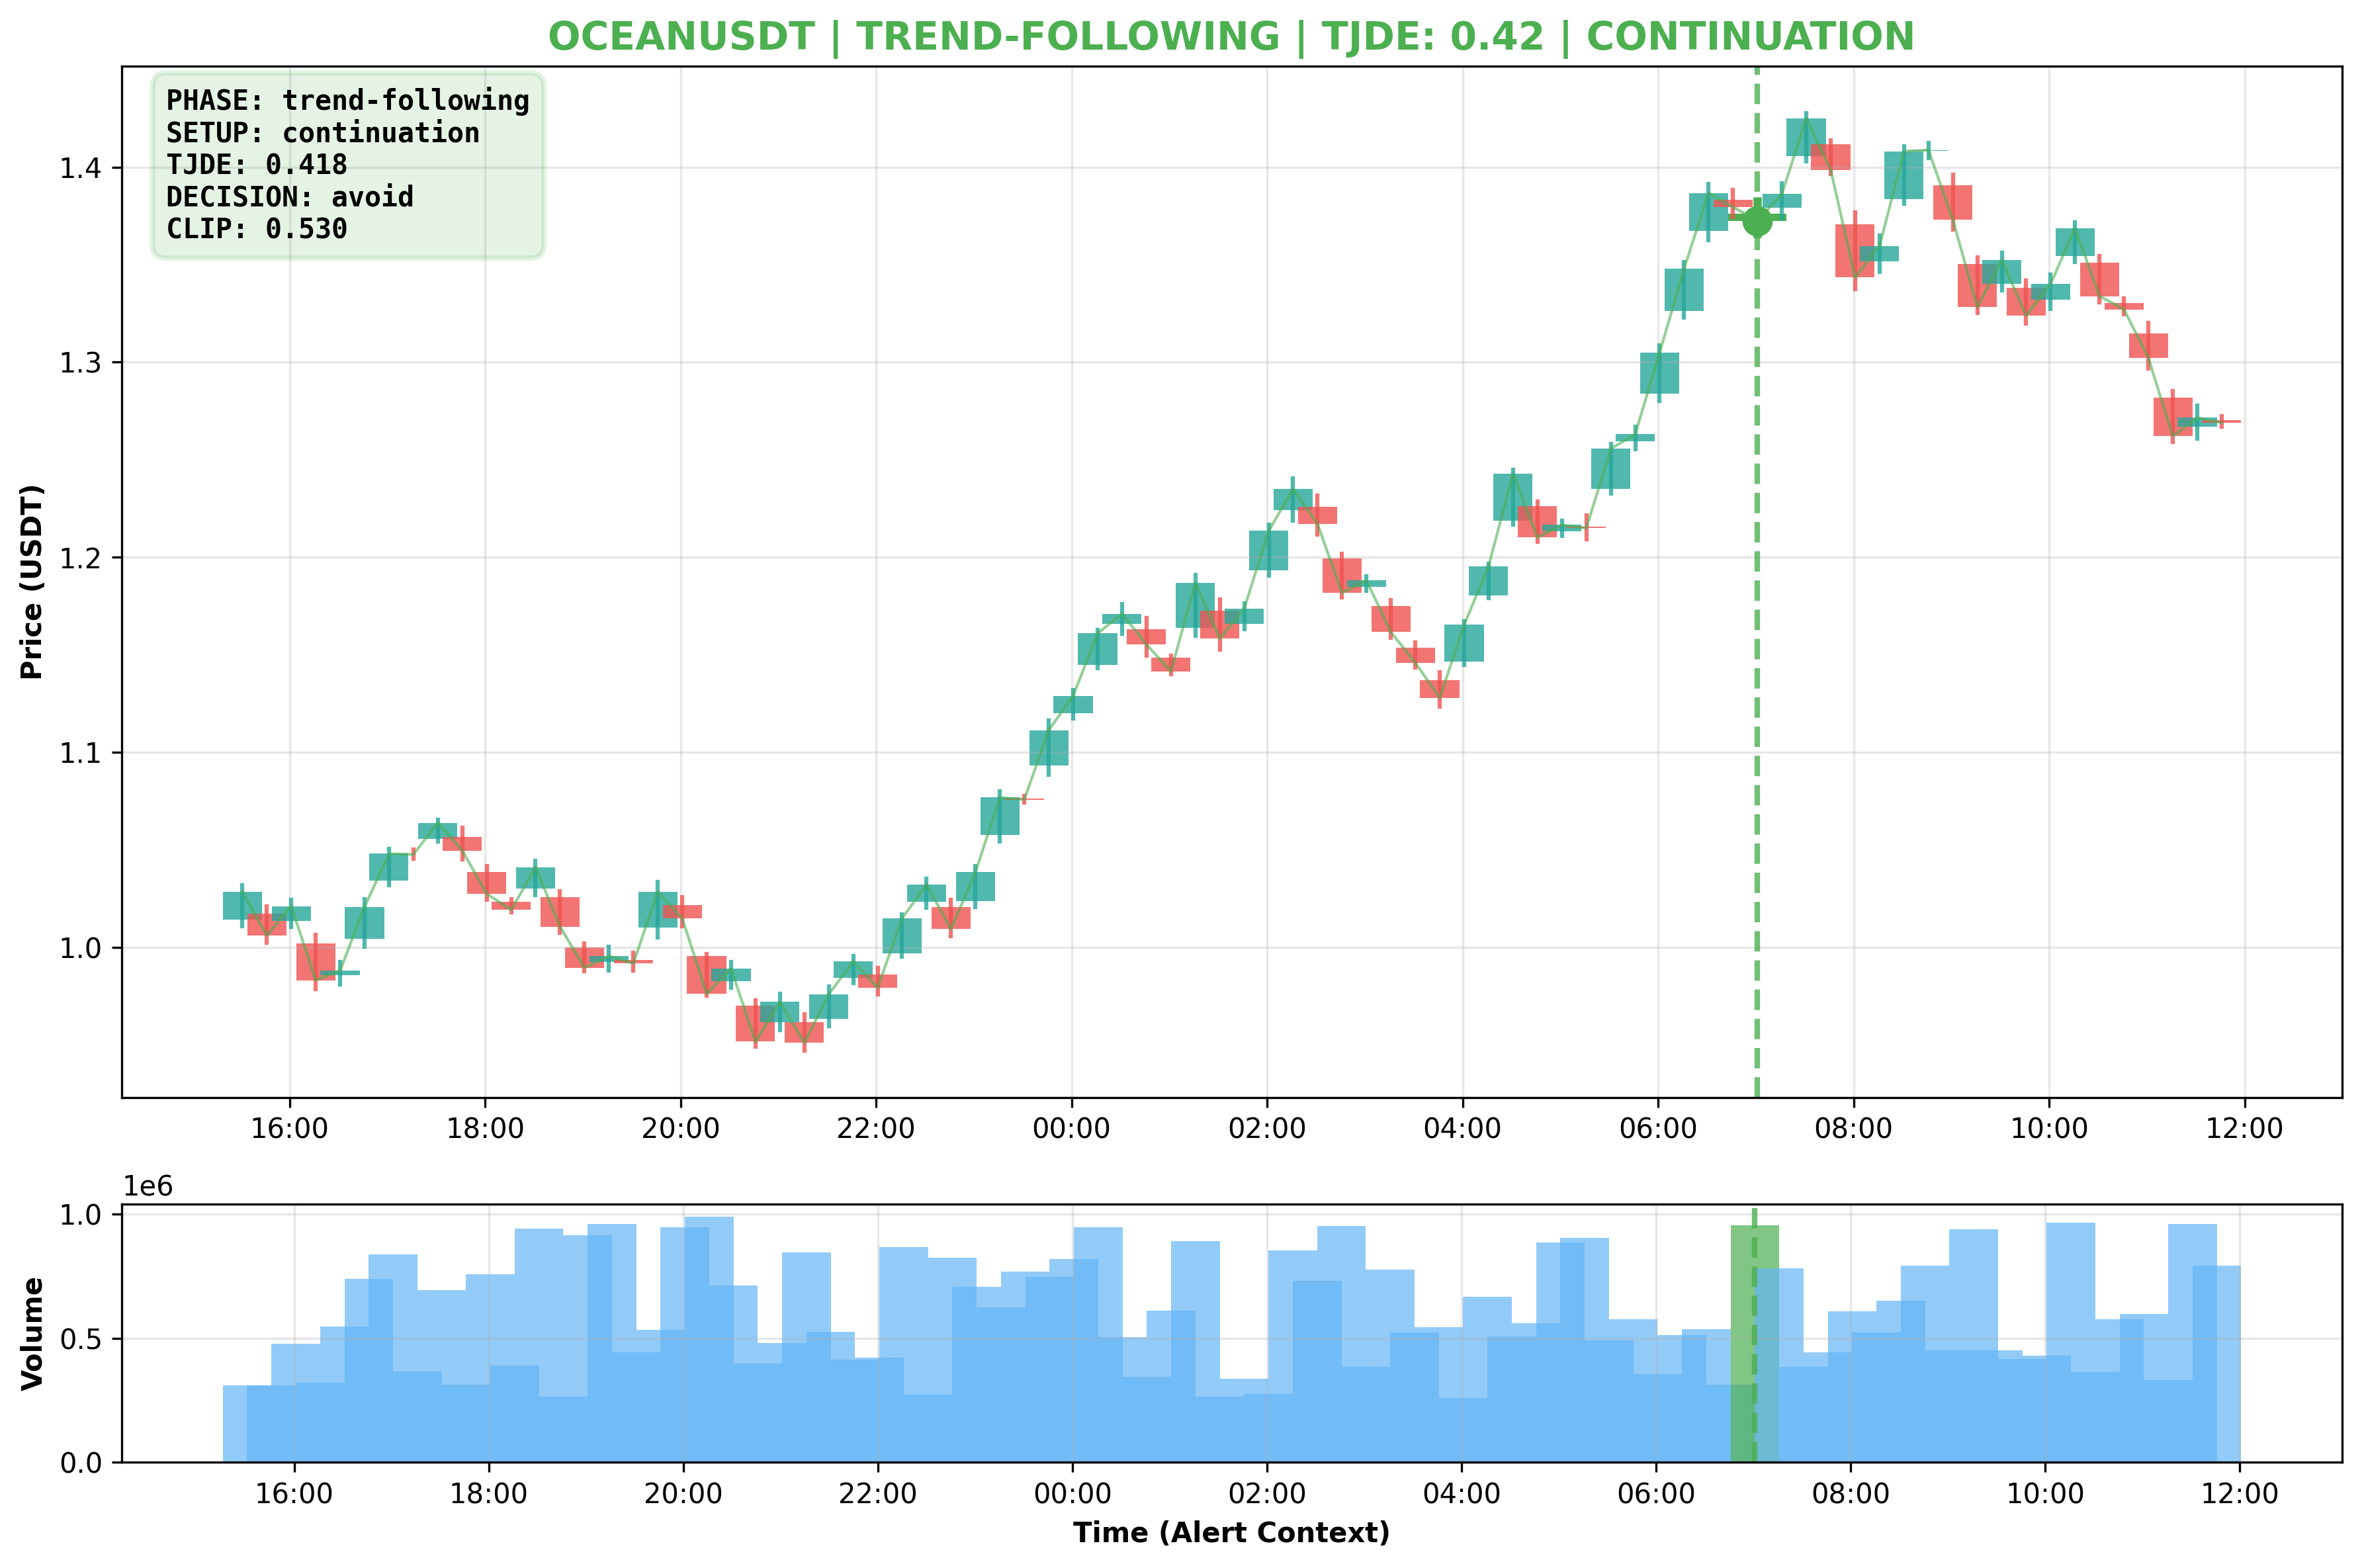 OCEANUSDT | TREND-FOLLOWING | TJDE: 0.42 | CONTINUATION
PHASE: trend-following
SETUP: continuation
TJDE: 0.418
DECISION: avoid
CLIP: 0.530
Price (USDT)
1.4
1.3
1.2
1.1
1.0
16:00 18:00 20:00 22:00 00:00 02:00 04:00 06:00 08:00 10:00 12:00
1e6
Volume
1.0
0.5
0.0
16:00 18:00 20:00 22:00 00:00 02:00 04:00 06:00 08:00 10:00 12:00
Time (Alert Context)